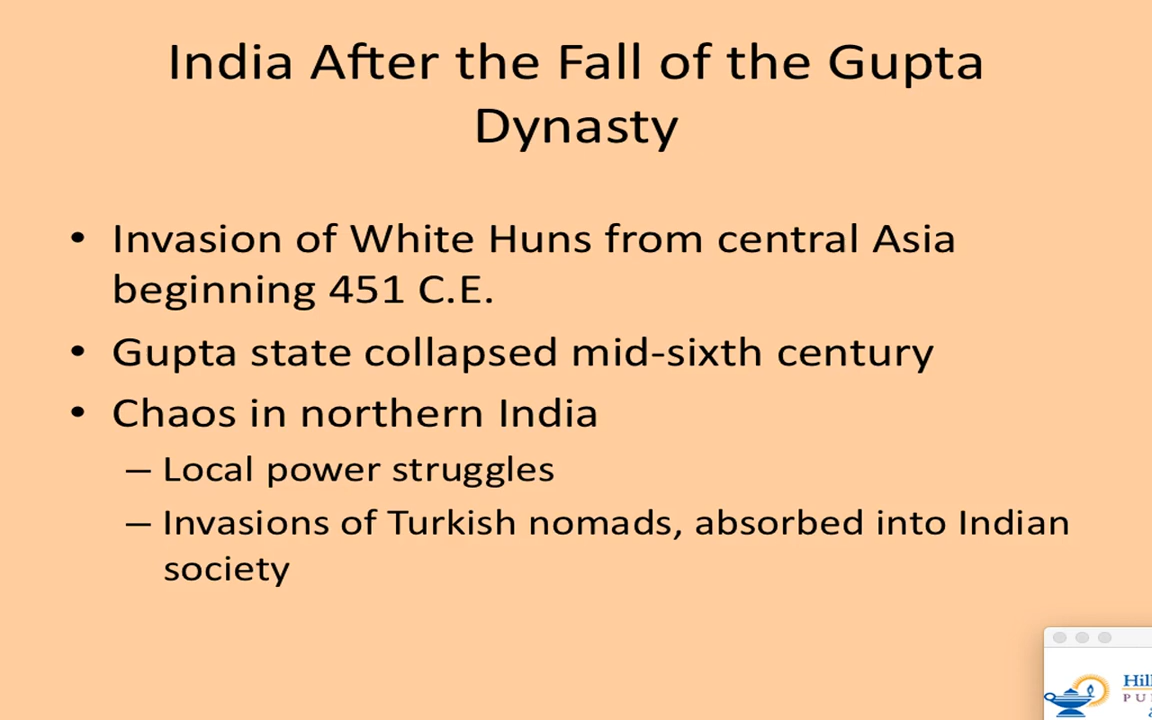 India After the Fall of the Gupta
Dynasty
• Invasion of White Huns from central Asia
beginning 451 C.E.
• Gupta state collapsed mid-sixth century
• Chaos in northern India
– Local power struggles
– Invasions of Turkish nomads, absorbed into Indian
society